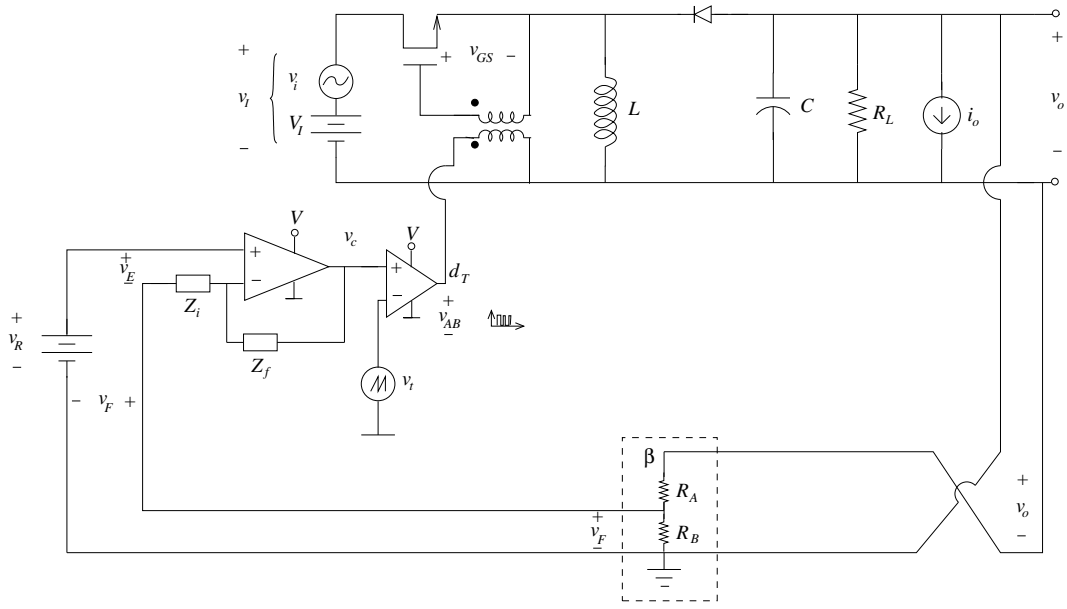 + v_GS −
+
v_i
v_I
V_I
−
L
C
R_L
i_o
+
v_o
−
V
v_c
V
+
v_E
−
+
−
+
−
d_T
Z_i
+
v_AB
−
Z_f
+
v_R
−
v_t
− v_F +
β
R_A
+
v_F
−
R_B
+
v_o
−